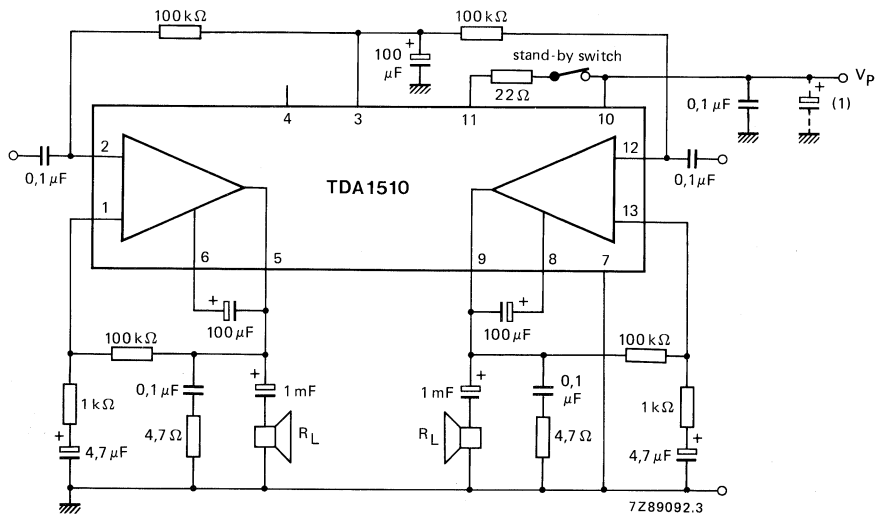 100 kΩ
100 kΩ
+
100
μF
stand-by switch
22Ω
V_P
0,1 μF
+
(1)
4
3
11
10
2
12
0,1 μF
0,1 μF
TDA1510
1
13
6
5
9
8
7
+
100 μF
+
100 μF
100 kΩ
100 kΩ
0,1 μF
+
1 mF
+
1 mF
0,1
μF
1 kΩ
1 kΩ
+
4,7 μF
4,7 Ω
R_L
R_L
4,7 Ω
+
4,7 μF
7Z89092.3